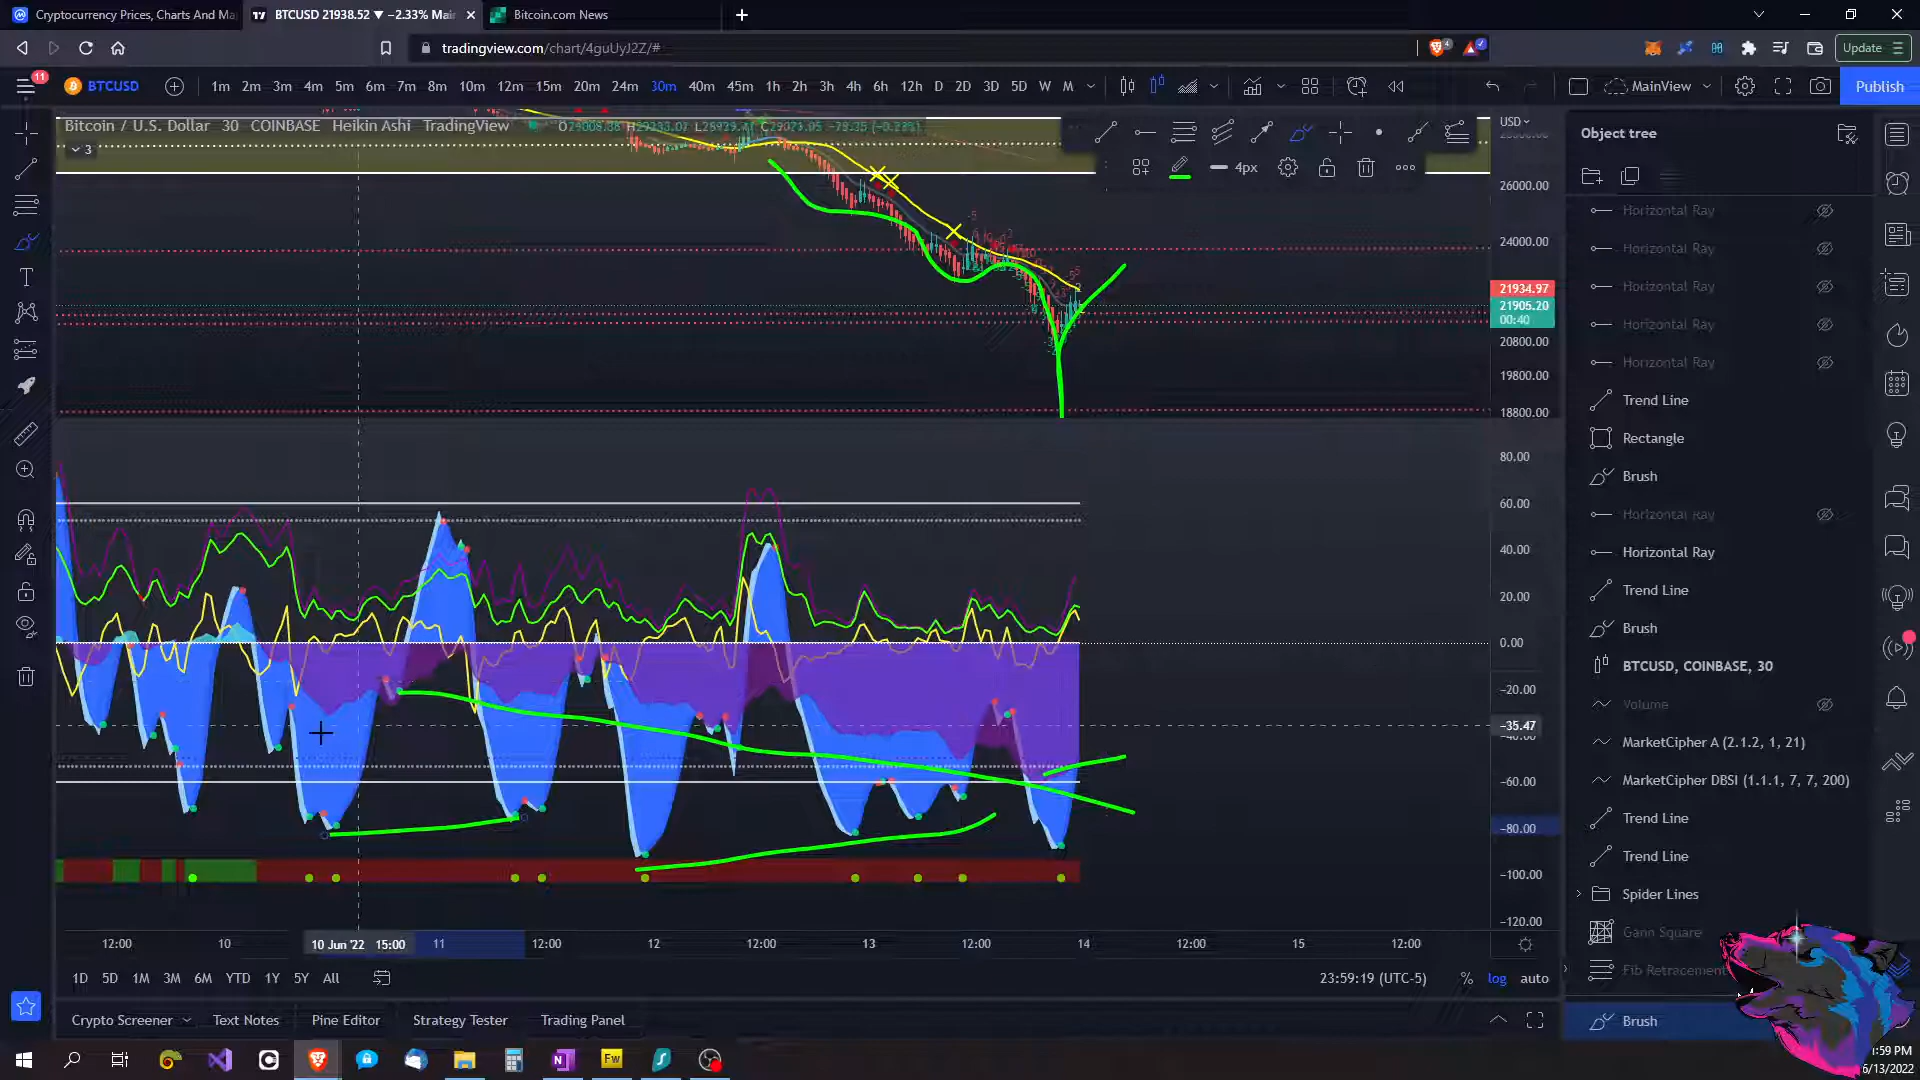 Cryptocurrency Prices, Charts And Ma
BTCUSD 21938.52 ▼ −2.33% Mai
Bitcoin.com News
tradingview.com/chart/4guUyJ2Z/#
4
Update
11
BTCUSD
1m 2m 3m 4m 5m 6m 7m 8m 10m 12m 15m 20m 24m 30m 40m 45m 1h 2h 3h 4h 6h 12h D 2D 3D 5D W M
MainView
Publish
Bitcoin / U.S. Dollar 30 COINBASE Heikin Ashi TradingView
3
4px
USD
26000.00
24000.00
21934.97
21905.20
00:40
20800.00
19800.00
18800.00
80.00
60.00
40.00
20.00
0.00
−20.00
−35.47
−60.00
−80.00
−100.00
−120.00
Object tree
Horizontal Ray
Horizontal Ray
Horizontal Ray
Horizontal Ray
Horizontal Ray
Trend Line
Rectangle
Brush
Horizontal Ray
Horizontal Ray
Trend Line
Brush
BTCUSD, COINBASE, 30
Volume
MarketCipher A (2.1.2, 1, 21)
MarketCipher DBSI (1.1.1, 7, 7, 200)
Trend Line
Trend Line
Spider Lines
Gann Square
Fib Retracement
Brush
12:00 10 10 Jun '22 15:00 11 12:00 12 12:00 13 12:00 14 12:00 15 12:00
1D 5D 1M 3M 6M YTD 1Y 5Y All
23:59:19 (UTC-5) % log auto
Crypto Screener Text Notes Pine Editor Strategy Tester Trading Panel
Fw
:59 PM
6/13/2022